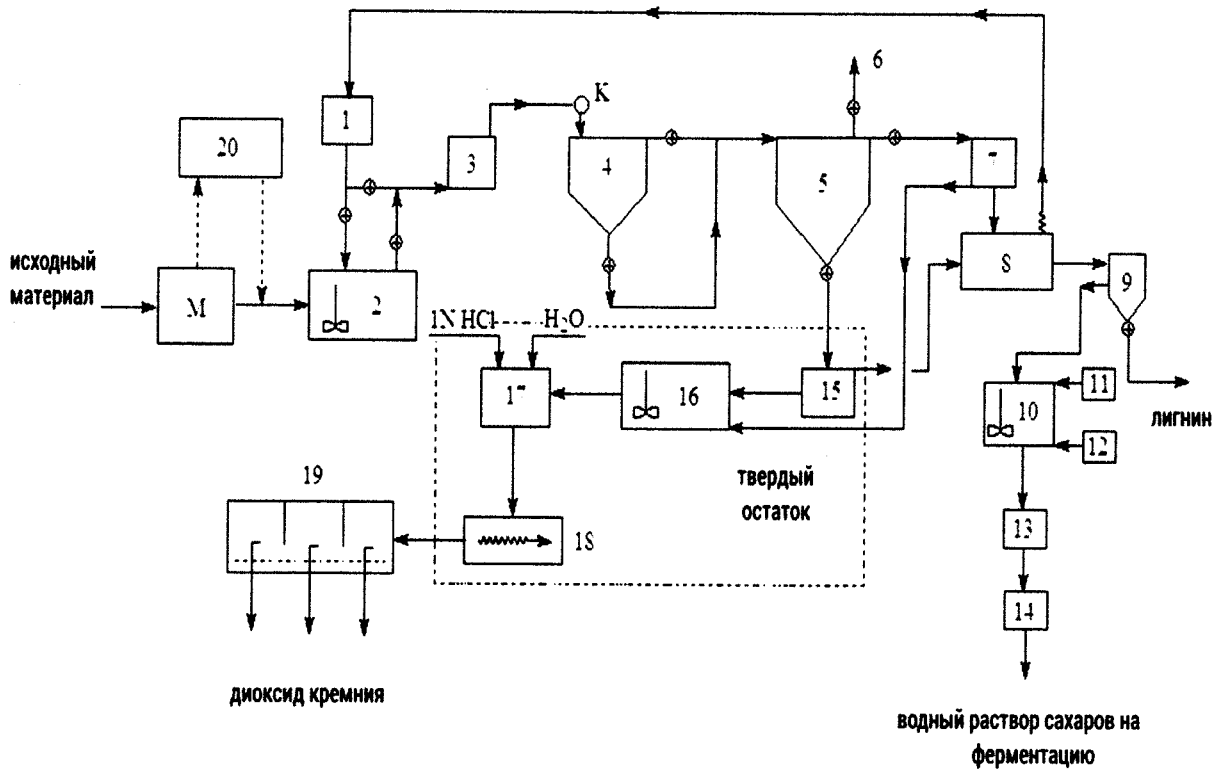 6
K
1
20
3
4
5
7
исходный
материал
M
2
8
9
1N HCl
H2O
17
16
15
10
11
12
лигнин
твердый
остаток
19
18
13
14
диоксид кремния
водный раствор сахаров на
ферментацию